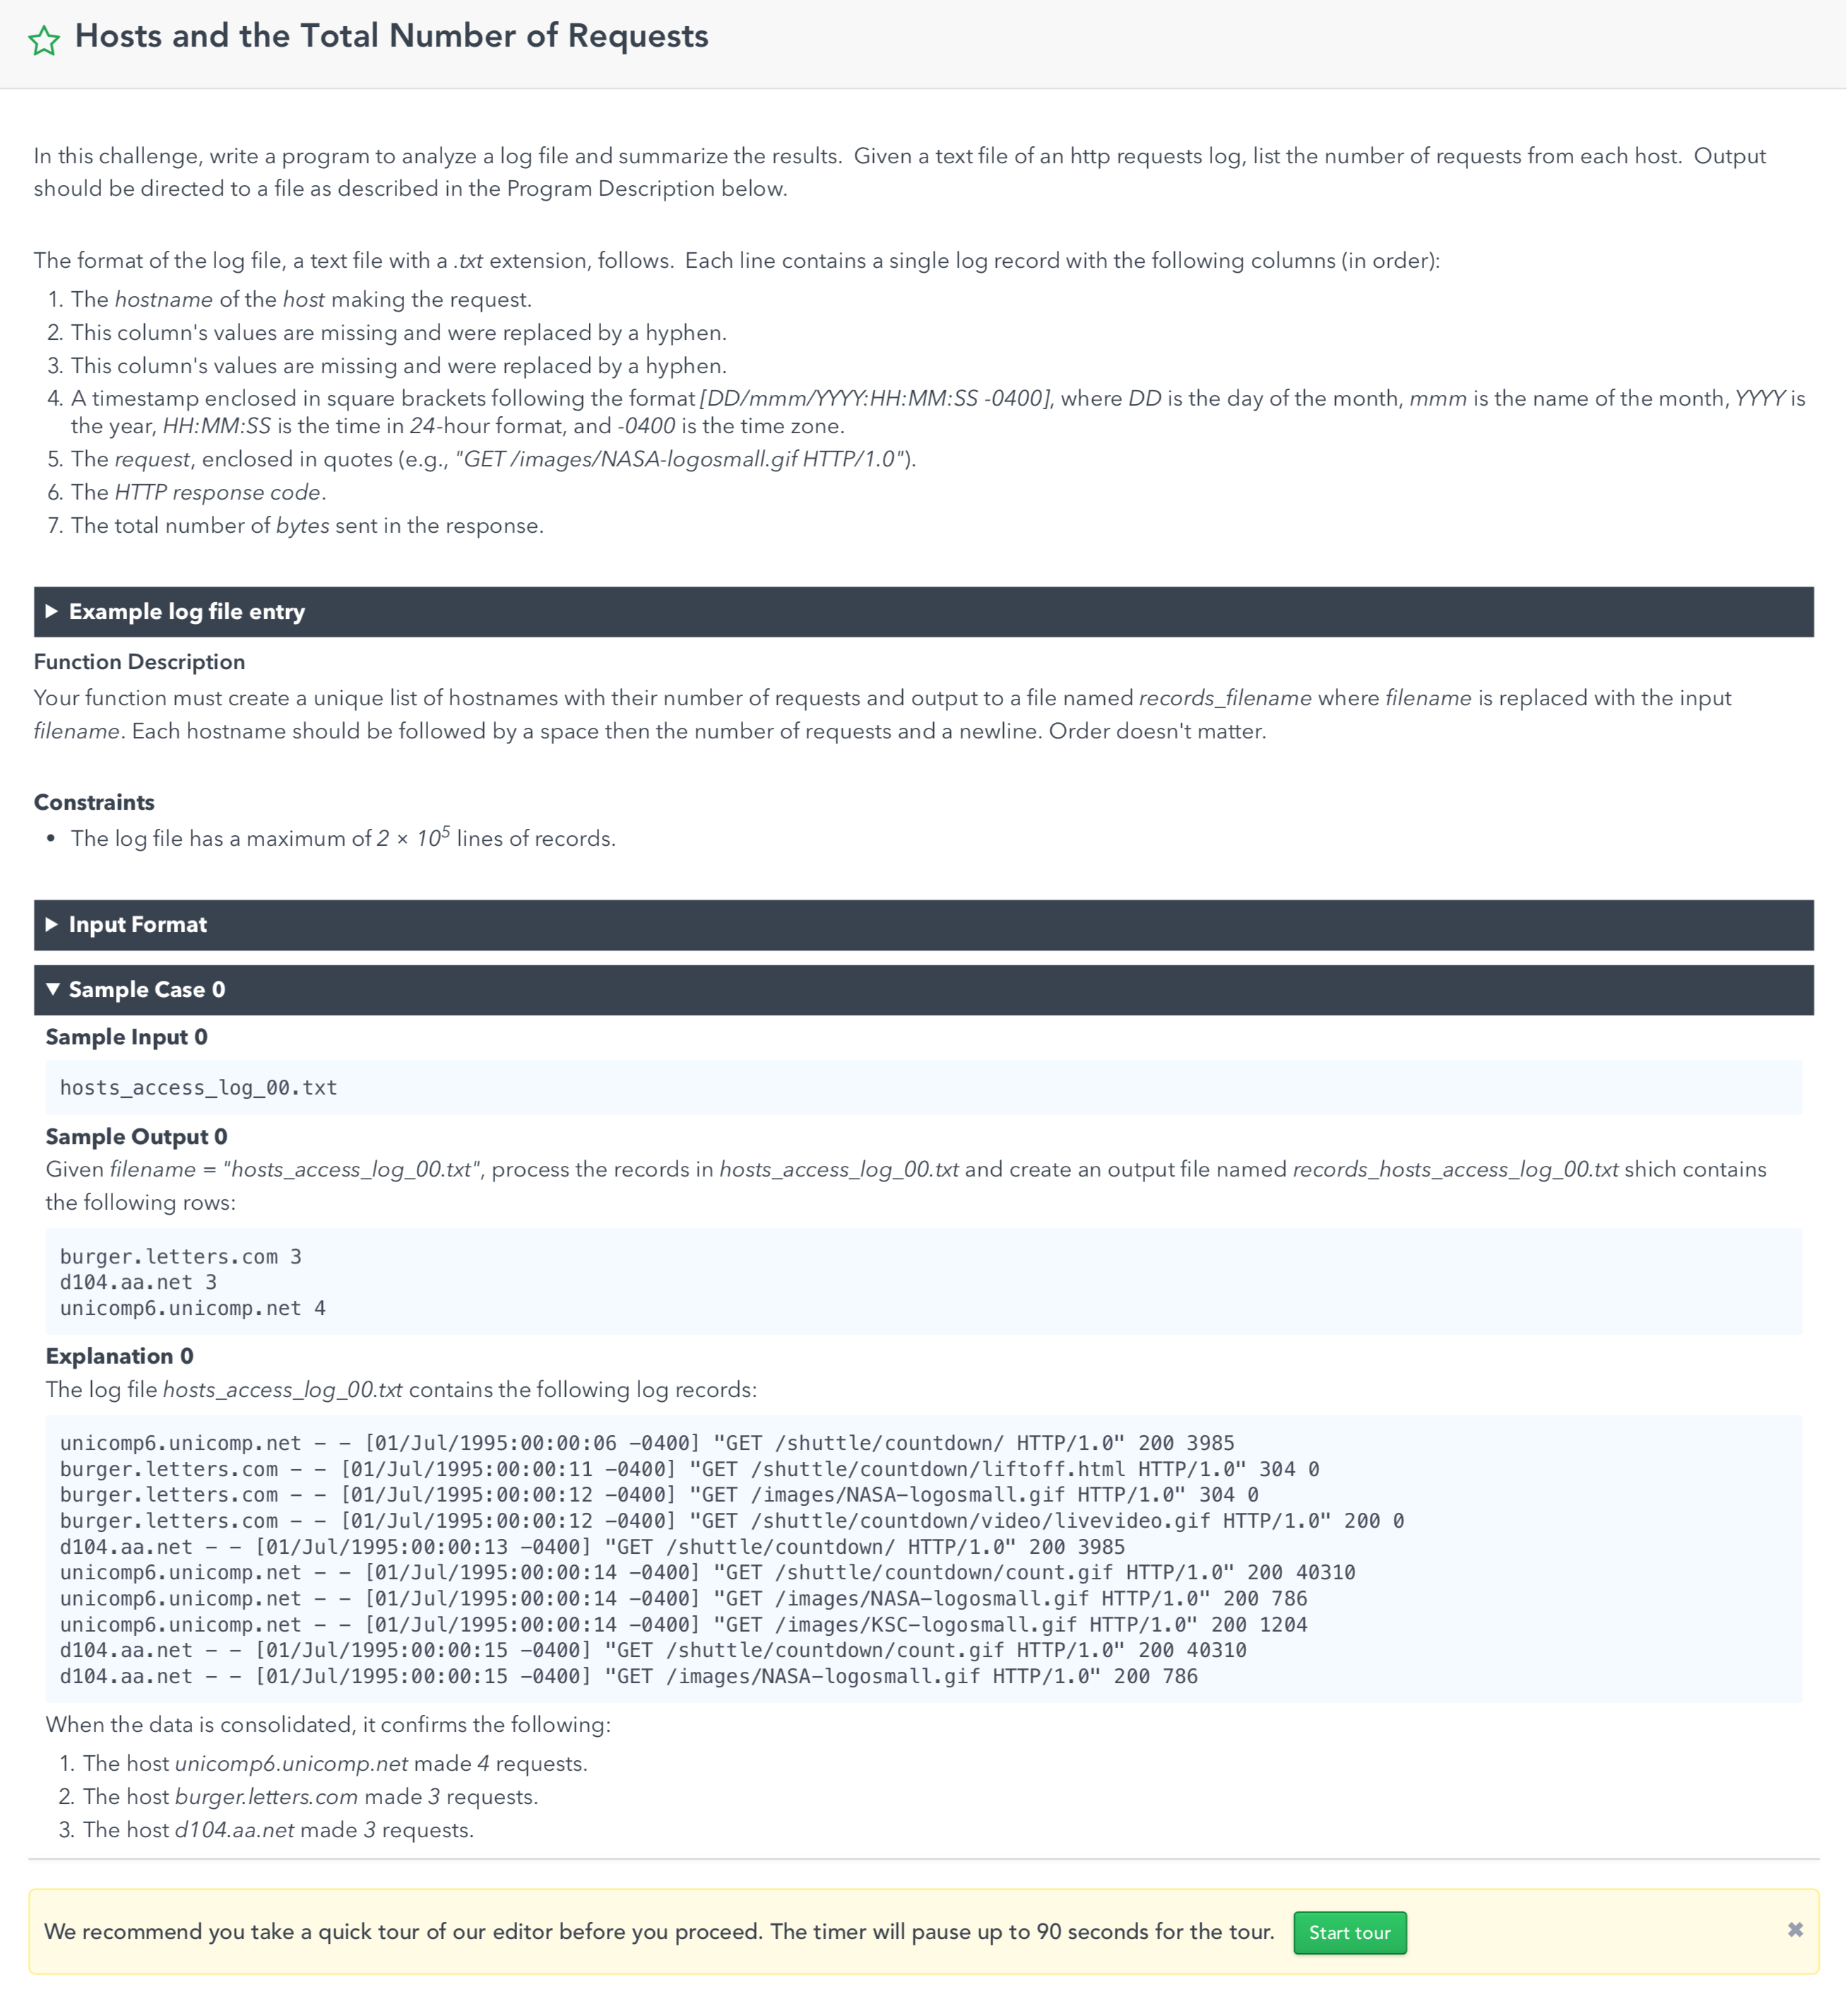 Hosts and the Total Number of Requests
In this challenge, write a program to analyze a log file and summarize the results.  Given a text file of an http requests log, list the number of requests from each host.  Output
should be directed to a file as described in the Program Description below.
The format of the log file, a text file with a .txt extension, follows.  Each line contains a single log record with the following columns (in order):
1. The hostname of the host making the request.
2. This column's values are missing and were replaced by a hyphen.
3. This column's values are missing and were replaced by a hyphen.
4. A timestamp enclosed in square brackets following the format [DD/mmm/YYYY:HH:MM:SS -0400], where DD is the day of the month, mmm is the name of the month, YYYY is
the year, HH:MM:SS is the time in 24-hour format, and -0400 is the time zone.
5. The request, enclosed in quotes (e.g., "GET /images/NASA-logosmall.gif HTTP/1.0").
6. The HTTP response code.
7. The total number of bytes sent in the response.
▶ Example log file entry
Function Description
Your function must create a unique list of hostnames with their number of requests and output to a file named records_filename where filename is replaced with the input
filename. Each hostname should be followed by a space then the number of requests and a newline. Order doesn't matter.
Constraints
• The log file has a maximum of 2 × 10⁵ lines of records.
▶ Input Format
▼ Sample Case 0
Sample Input 0
hosts_access_log_00.txt
Sample Output 0
Given filename = "hosts_access_log_00.txt", process the records in hosts_access_log_00.txt and create an output file named records_hosts_access_log_00.txt shich contains
the following rows:
burger.letters.com 3
d104.aa.net 3
unicomp6.unicomp.net 4
Explanation 0
The log file hosts_access_log_00.txt contains the following log records:
unicomp6.unicomp.net - - [01/Jul/1995:00:00:06 -0400] "GET /shuttle/countdown/ HTTP/1.0" 200 3985
burger.letters.com - - [01/Jul/1995:00:00:11 -0400] "GET /shuttle/countdown/liftoff.html HTTP/1.0" 304 0
burger.letters.com - - [01/Jul/1995:00:00:12 -0400] "GET /images/NASA-logosmall.gif HTTP/1.0" 304 0
burger.letters.com - - [01/Jul/1995:00:00:12 -0400] "GET /shuttle/countdown/video/livevideo.gif HTTP/1.0" 200 0
d104.aa.net - - [01/Jul/1995:00:00:13 -0400] "GET /shuttle/countdown/ HTTP/1.0" 200 3985
unicomp6.unicomp.net - - [01/Jul/1995:00:00:14 -0400] "GET /shuttle/countdown/count.gif HTTP/1.0" 200 40310
unicomp6.unicomp.net - - [01/Jul/1995:00:00:14 -0400] "GET /images/NASA-logosmall.gif HTTP/1.0" 200 786
unicomp6.unicomp.net - - [01/Jul/1995:00:00:14 -0400] "GET /images/KSC-logosmall.gif HTTP/1.0" 200 1204
d104.aa.net - - [01/Jul/1995:00:00:15 -0400] "GET /shuttle/countdown/count.gif HTTP/1.0" 200 40310
d104.aa.net - - [01/Jul/1995:00:00:15 -0400] "GET /images/NASA-logosmall.gif HTTP/1.0" 200 786
When the data is consolidated, it confirms the following:
1. The host unicomp6.unicomp.net made 4 requests.
2. The host burger.letters.com made 3 requests.
3. The host d104.aa.net made 3 requests.
We recommend you take a quick tour of our editor before you proceed. The timer will pause up to 90 seconds for the tour. Start tour ✖